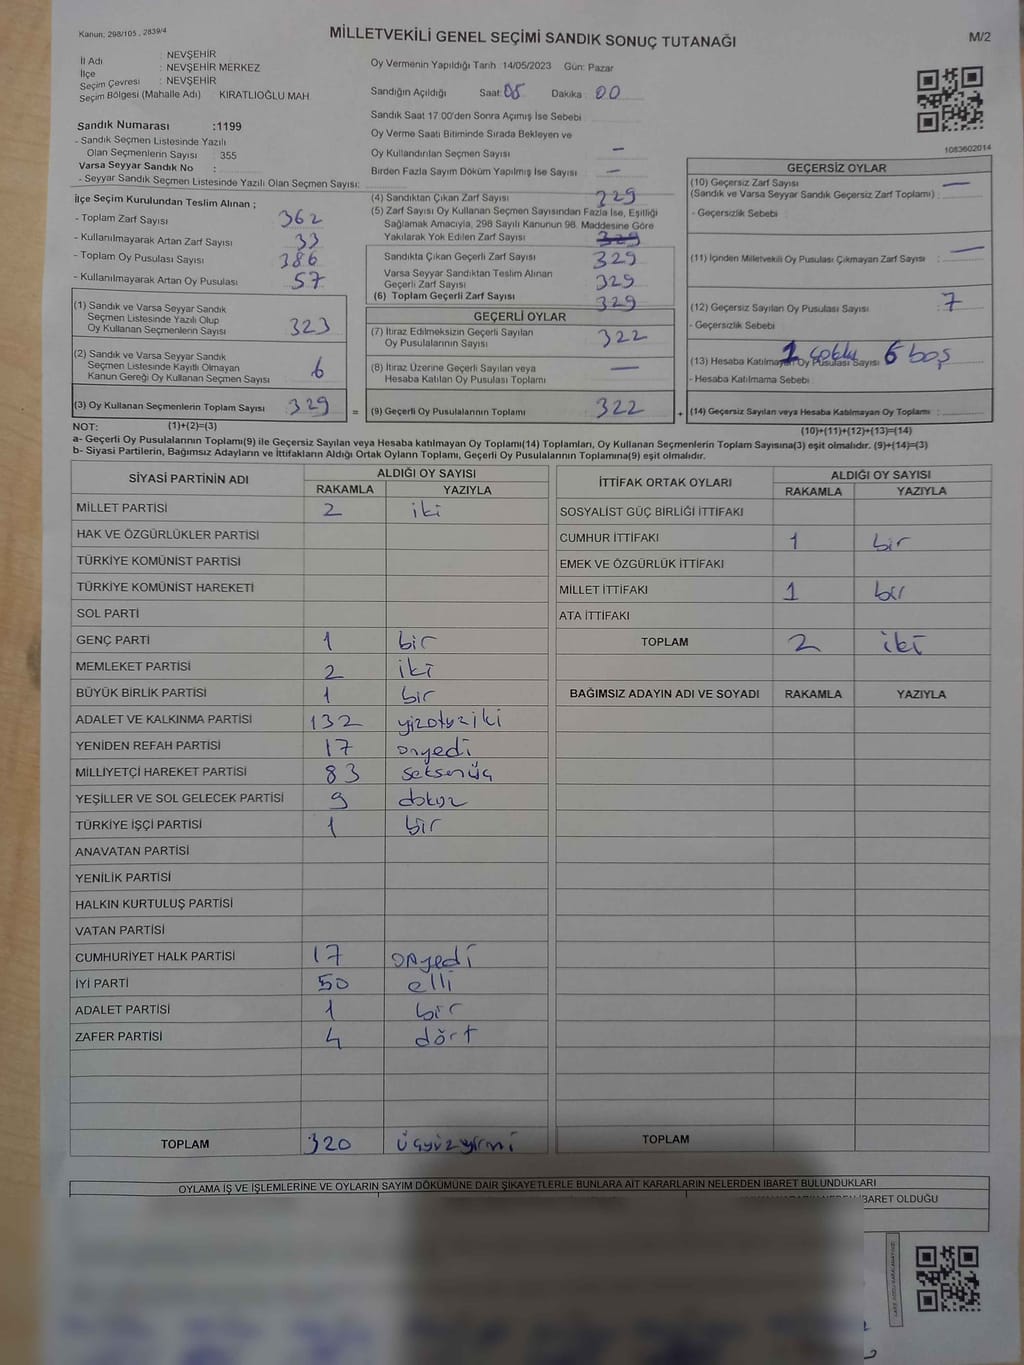 Kanun: 298/105 , 2839/4
MİLLETVEKİLİ GENEL SEÇİMİ SANDIK SONUÇ TUTANAĞI
M/2
İl Adı : NEVŞEHİR
İlçe : NEVŞEHİR MERKEZ
Seçim Çevresi : NEVŞEHİR
Seçim Bölgesi (Mahalle Adı) : KIRATLIOĞLU MAH.
Sandık Numarası :1199
- Sandık Seçmen Listesinde Yazılı
Olan Seçmenlerin Sayısı : 355
Varsa Seyyar Sandık No :
- Seyyar Sandık Seçmen Listesinde Yazılı Olan Seçmen Sayısı:
Oy Vermenin Yapıldığı Tarih :14/05/2023 Gün: Pazar
Sandığın Açıldığı Saat: 05 Dakika : 00
Sandık Saat 17.00'den Sonra Açımış İse Sebebi
Oy Verme Saati Bitiminde Sırada Bekleyen ve
Oy Kullandırılan Seçmen Sayısı —
Birden Fazla Sayım Döküm Yapılmış İse Sayısı —
1083602014
İlçe Seçim Kurulundan Teslim Alınan ;
- Toplam Zarf Sayısı : 362
- Kullanılmayarak Artan Zarf Sayısı : 33
- Toplam Oy Pusulası Sayısı : 386
- Kullanılmayarak Artan Oy Pusulası : 57
(1) Sandık ve Varsa Seyyar Sandık
Seçmen Listesinde Yazılı Olup
Oy Kullanan Seçmenlerin Sayısı : 323
(2) Sandık ve Varsa Seyyar Sandık
Seçmen Listesinde Kayıtlı Olmayan
Kanun Gereği Oy Kullanan Seçmen Sayısı : 6
(3) Oy Kullanan Seçmenlerin Toplam Sayısı : 329
(1)+(2)=(3)
(4) Sandıktan Çıkan Zarf Sayısı : 329
(5) Zarf Sayısı Oy Kullanan Seçmen Sayısından Fazla İse, Eşitliği
Sağlamak Amacıyla, 298 Sayılı Kanunun 98. Maddesine Göre
Yakılarak Yok Edilen Zarf Sayısı : 329
Sandıkta Çıkan Geçerli Zarf Sayısı : 329
Varsa Seyyar Sandıktan Teslim Alınan
Geçerli Zarf Sayısı : 329
(6) Toplam Geçerli Zarf Sayısı : 329
GEÇERLİ OYLAR
(7) İtiraz Edilmeksizin Geçerli Sayılan
Oy Pusulalarının Sayısı : 322
(8) İtiraz Üzerine Geçerli Sayılan veya
Hesaba Katılan Oy Pusulası Toplamı : —
= (9) Geçerli Oy Pusulalarının Toplamı : 322
GEÇERSİZ OYLAR
(10) Geçersiz Zarf Sayısı —
(Sandık ve Varsa Seyyar Sandık Geçersiz Zarf Toplamı) :
- Geçersizlik Sebebi :
(11) İçinden Milletvekili Oy Pusulası Çıkmayan Zarf Sayısı : —
(12) Geçersiz Sayılan Oy Pusulası Sayısı : 7
- Geçersizlik Sebebi
1 çoklu 6 boş
(13) Hesaba Katılmayan Oy Pusulası Sayısı :
- Hesaba Katılmama Sebebi
+ (14) Geçersiz Sayılan veya Hesaba Katılmayan Oy Toplamı :
(10)+(11)+(12)+(13)=(14)
NOT:
a- Geçerli Oy Pusulalarının Toplamı(9) ile Geçersiz Sayılan veya Hesaba katılmayan Oy Toplamı(14) Toplamları, Oy Kullanan Seçmenlerin Toplam Sayısına(3) eşit olmalıdır. (9)+(14)=(3)
b- Siyasi Partilerin, Bağımsız Adayların ve İttifakların Aldığı Ortak Oyların Toplamı, Geçerli Oy Pusulalarının Toplamına(9) eşit olmalıdır.
SİYASİ PARTİNİN ADI ALDIĞI OY SAYISI
RAKAMLA YAZIYLA
MİLLET PARTİSİ 2 iki
HAK VE ÖZGÜRLÜKLER PARTİSİ
TÜRKİYE KOMÜNİST PARTİSİ
TÜRKİYE KOMÜNİST HAREKETİ
SOL PARTİ
GENÇ PARTİ 1 bir
MEMLEKET PARTİSİ 2 iki
BÜYÜK BİRLİK PARTİSİ 1 bir
ADALET VE KALKINMA PARTİSİ 132 yüzotuziki
YENİDEN REFAH PARTİSİ 17 onyedi
MİLLİYETÇİ HAREKET PARTİSİ 83 seksenüç
YEŞİLLER VE SOL GELECEK PARTİSİ 9 dokuz
TÜRKİYE İŞÇİ PARTİSİ 1 bir
ANAVATAN PARTİSİ
YENİLİK PARTİSİ
HALKIN KURTULUŞ PARTİSİ
VATAN PARTİSİ
CUMHURİYET HALK PARTİSİ 17 onyedi
İYİ PARTİ 50 elli
ADALET PARTİSİ 1 bir
ZAFER PARTİSİ 4 dört
TOPLAM 320 üçyüzyirmi
İTTİFAK ORTAK OYLARI ALDIĞI OY SAYISI
RAKAMLA YAZIYLA
SOSYALİST GÜÇ BİRLİĞİ İTTİFAKI
CUMHUR İTTİFAKI 1 bir
EMEK VE ÖZGÜRLÜK İTTİFAKI
MİLLET İTTİFAKI 1 bir
ATA İTTİFAKI
TOPLAM 2 iki
BAĞIMSIZ ADAYIN ADI VE SOYADI RAKAMLA YAZIYLA
TOPLAM
OYLAMA İŞ VE İŞLEMLERİNE VE OYLARIN SAYIM DÖKÜMÜNE DAİR ŞİKAYETLERLE BUNLARA AİT KARARLARIN NELERDEN İBARET BULUNDUKLARI
İBARET OLDUĞU